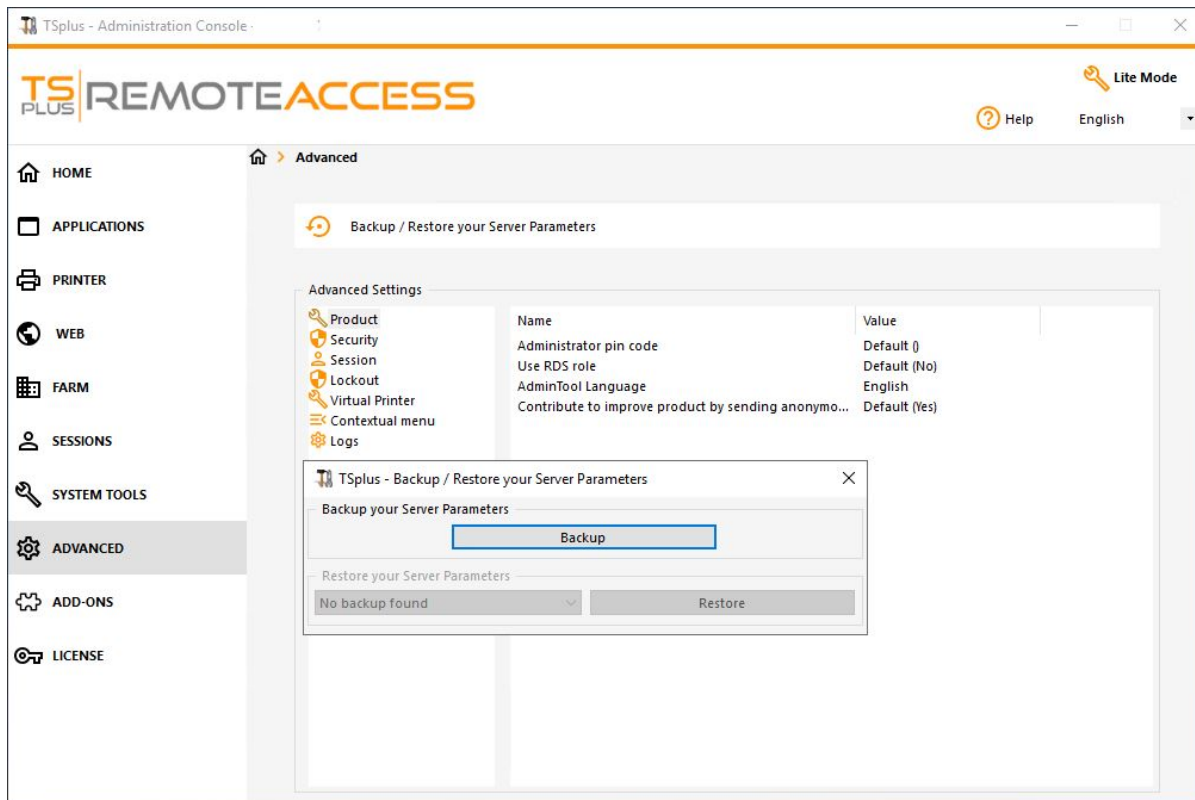 TSplus - Administration Console -
TS PLUS REMOTEACCESS
Lite Mode
Help
English
HOME
APPLICATIONS
PRINTER
WEB
FARM
SESSIONS
SYSTEM TOOLS
ADVANCED
ADD-ONS
LICENSE
Advanced
Backup / Restore your Server Parameters
Advanced Settings
Product
Security
Session
Lockout
Virtual Printer
Contextual menu
Logs
Name Value
Administrator pin code Default ()
Use RDS role Default (No)
AdminTool Language English
Contribute to improve product by sending anonymo... Default (Yes)
TSplus - Backup / Restore your Server Parameters
Backup your Server Parameters
Backup
Restore your Server Parameters
No backup found
Restore